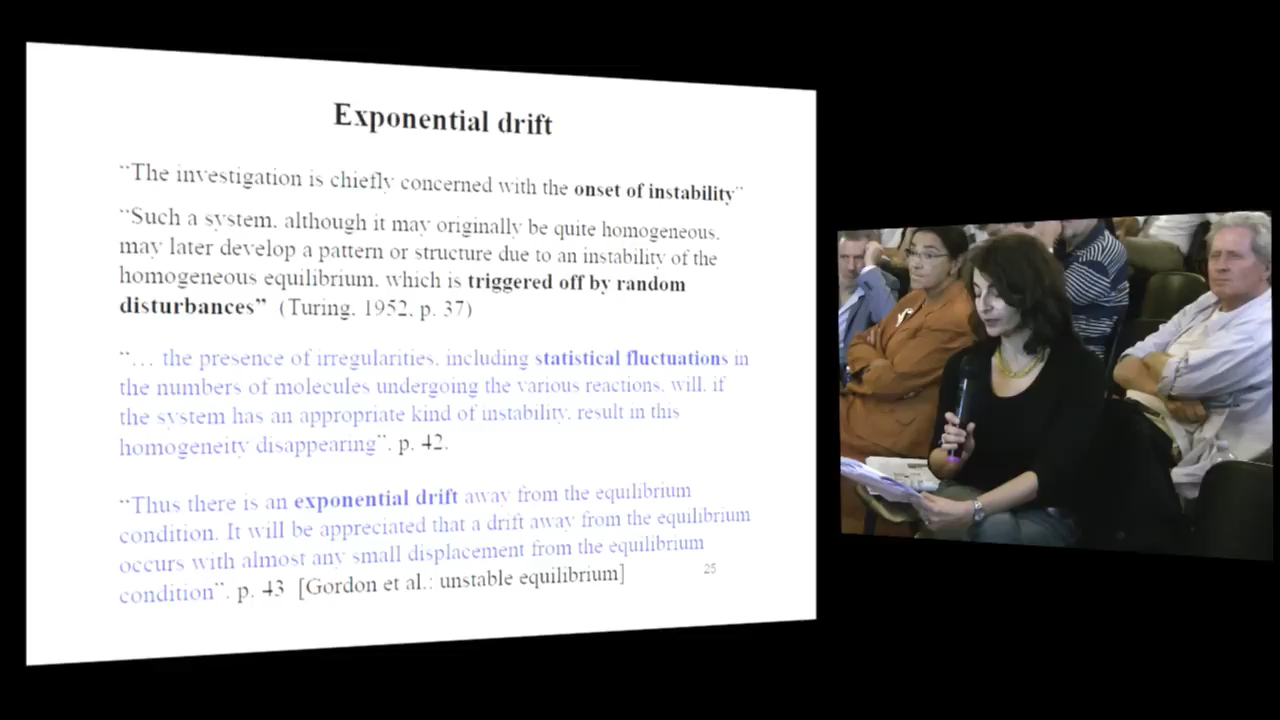 Exponential drift
“The investigation is chiefly concerned with the onset of instability”
“Such a system, although it may originally be quite homogeneous,
may later develop a pattern or structure due to an instability of the
homogeneous equilibrium, which is triggered off by random
disturbances” (Turing, 1952, p. 37)
“… the presence of irregularities, including statistical fluctuations in
the numbers of molecules undergoing the various reactions, will, if
the system has an appropriate kind of instability, result in this
homogeneity disappearing”. p. 42.
“Thus there is an exponential drift away from the equilibrium
condition. It will be appreciated that a drift away from the equilibrium
occurs with almost any small displacement from the equilibrium
condition”. p. 43 [Gordon et al.: unstable equilibrium]
25